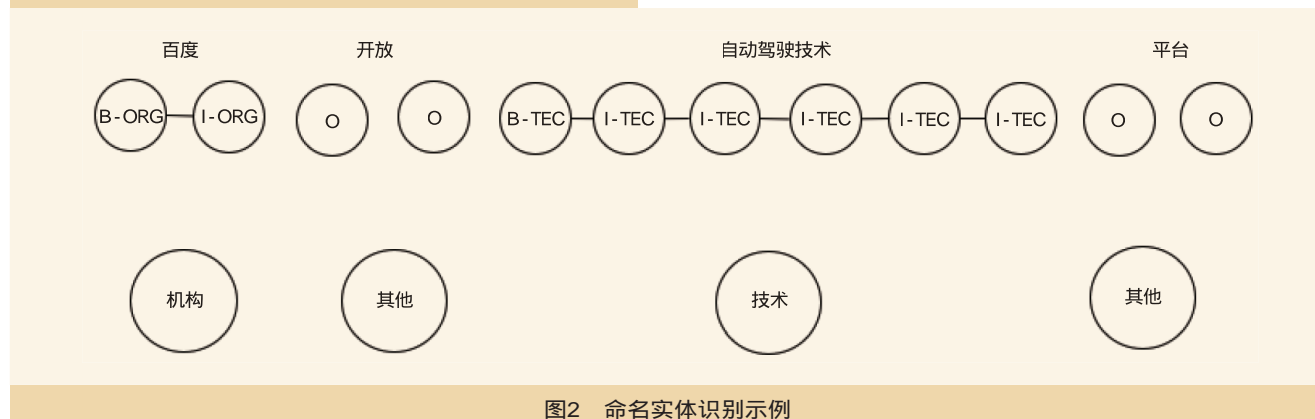 百度 开放 自动驾驶技术 平台
B-ORG I-ORG O O B-TEC I-TEC I-TEC I-TEC I-TEC I-TEC O O
机构 其他 技术 其他
图2 命名实体识别示例